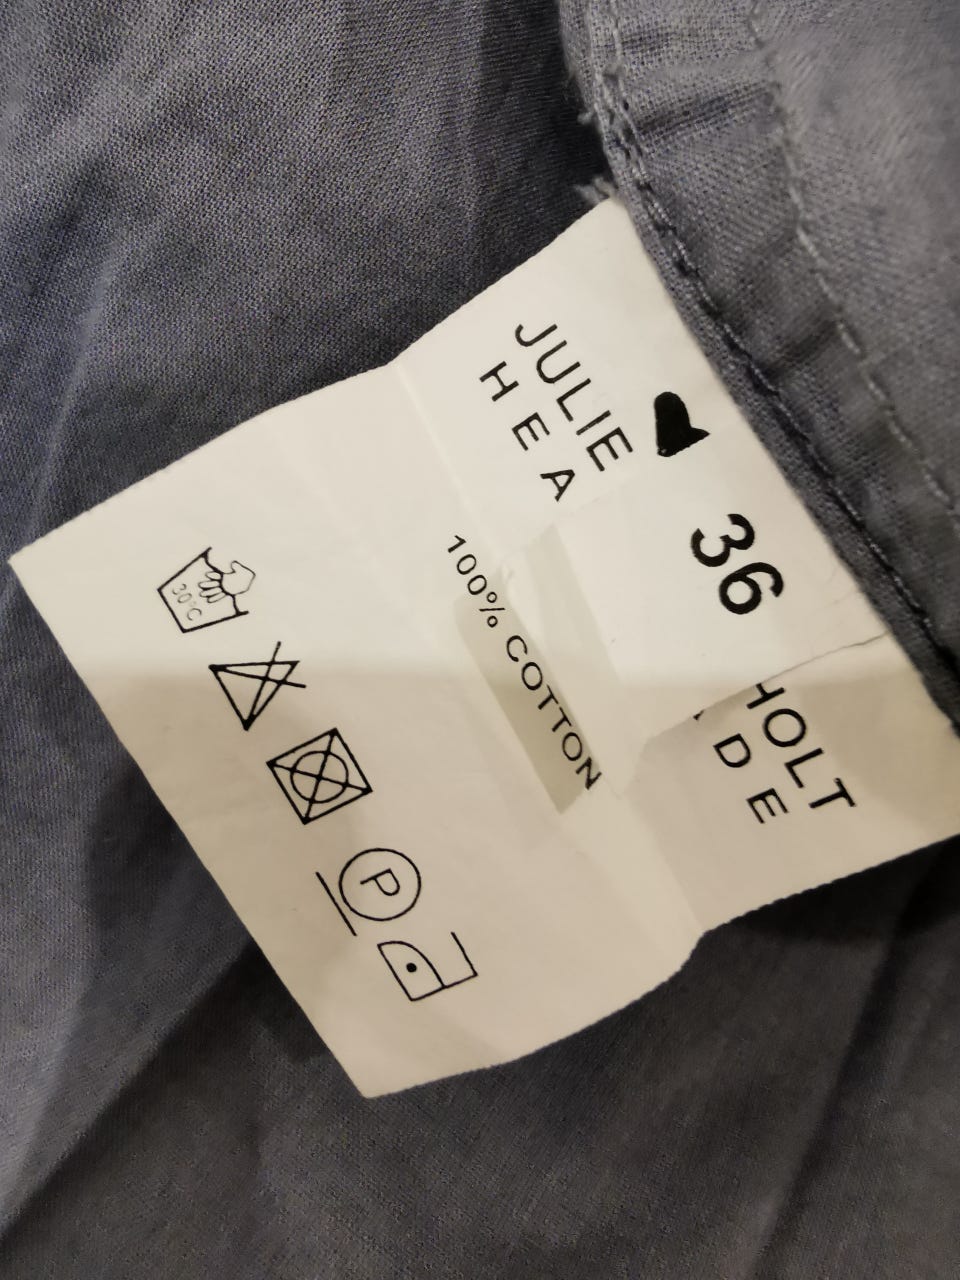 JULIE HOLT
HEA DE
36
100% COTTON
30°C
P